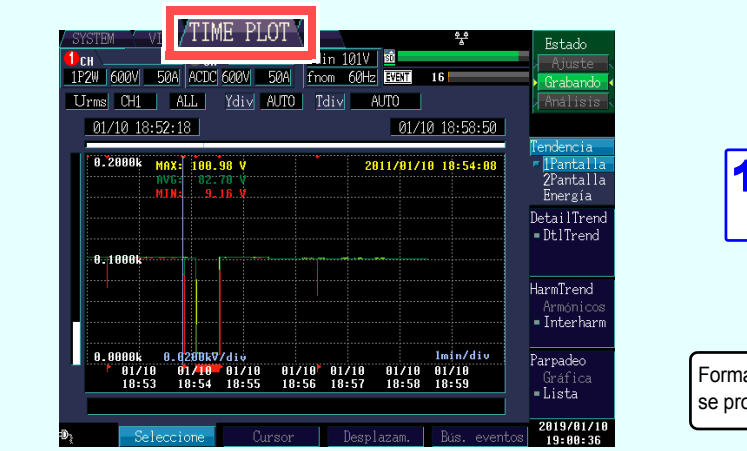 SYSTEM VI TIME PLOT
1 CH
in 101V SD
1P2W 600V 50A ACDC 600V 50A fnom 60Hz EVENT 16
Urms CH1 ALL Ydiv AUTO Tdiv AUTO
01/10 18:52:18 01/10 18:58:50
0.2000k MAX: 100.98 V 2011/01/10 18:54:08
AVG: 82.70 V
MIN: 9.16 V
0.1000k
0.0000k 0.0200kV/div 1min/div
01/10 01/10 01/10 01/10 01/10 01/10 01/10
18:53 18:54 18:55 18:56 18:57 18:58 18:59
Seleccione Cursor Desplazam. Bús. eventos
Estado
Ajuste
Grabando
Análisis
Tendencia
1Pantalla
2Pantalla
Energía
DetailTrend
DtlTrend
HarmTrend
Armónicos
Interharm
Parpadeo
Gráfica
Lista
2019/01/10
19:00:36
1
Forma
se pro